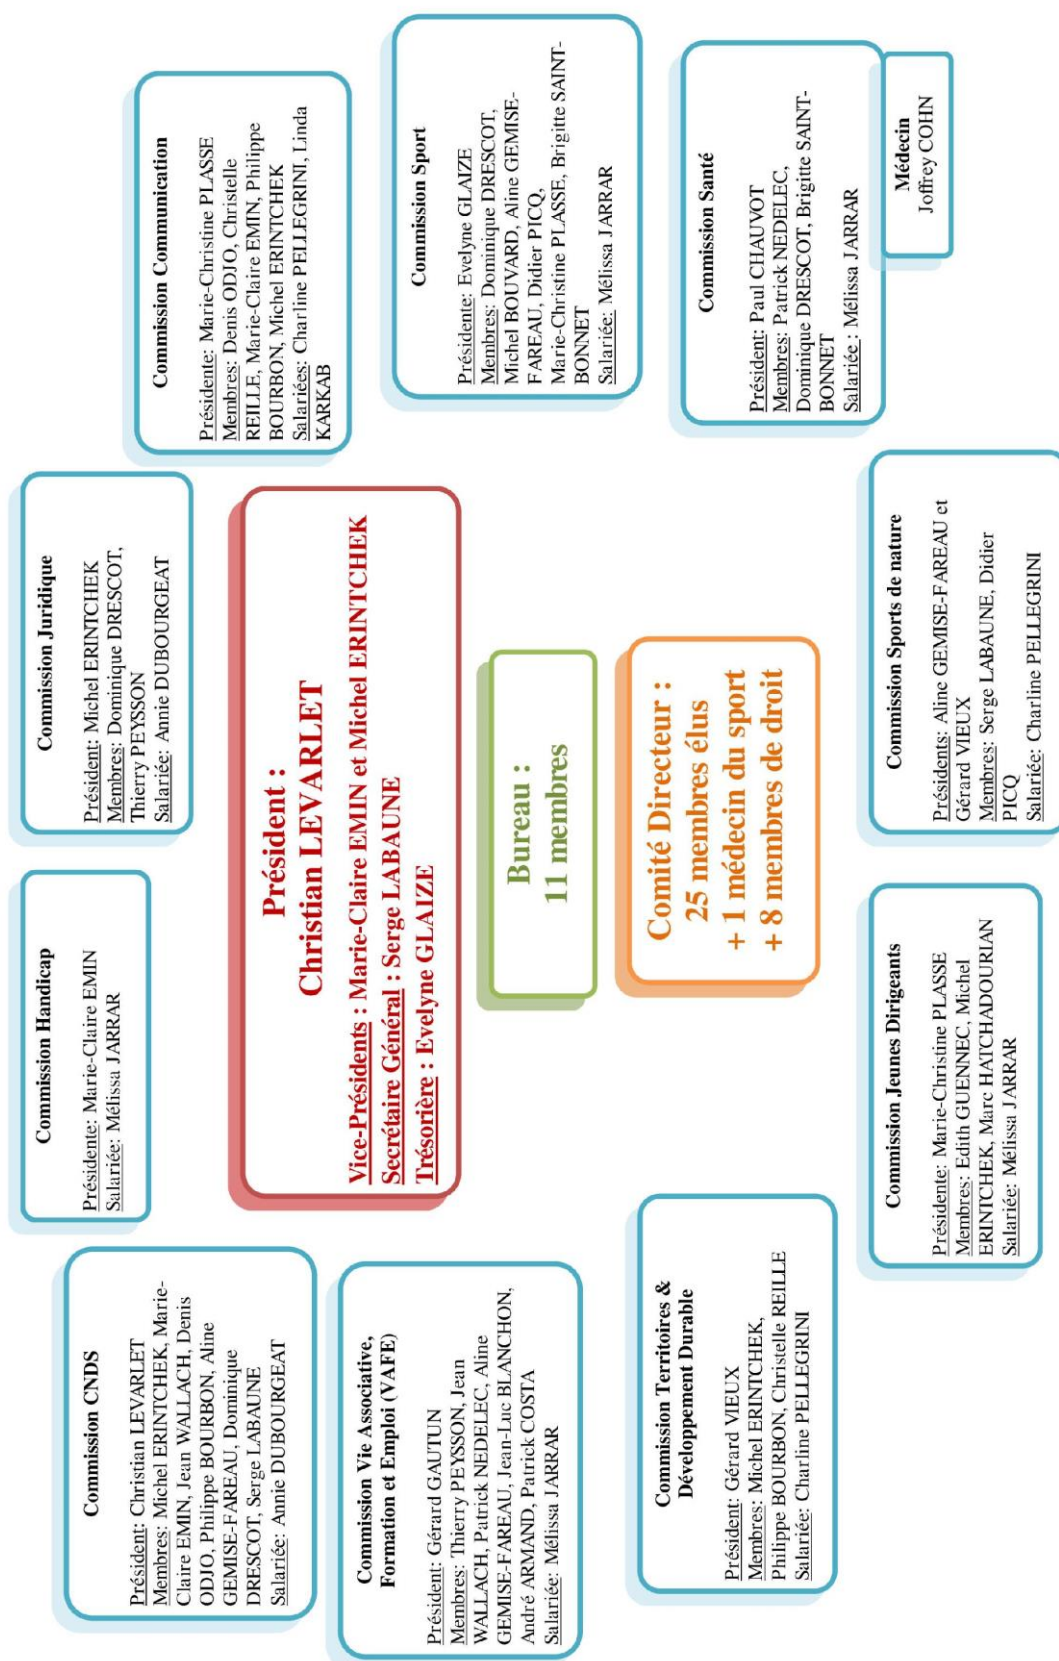 Commission CNDS
Président: Christian LEVARLET
Membres: Michel ERINTCHEK, Marie-
Claire EMIN, Jean WALLACH, Denis
ODJO, Philippe BOURBON, Aline
GEMISE-FAREAU, Dominique
DRESCOT, Serge LABAUNE
Salariée: Annie DUBOURGEAT
Commission Handicap
Présidente: Marie-Claire EMIN
Salariée: Mélissa JARRAR
Commission Juridique
Président: Michel ERINTCHEK
Membres: Dominique DRESCOT,
Thierry PEYSSON
Salariée: Annie DUBOURGEAT
Commission Communication
Présidente: Marie-Christine PLASSE
Membres: Denis ODJO, Christelle
REILLE, Marie-Claire EMIN, Philippe
BOURBON, Michel ERINTCHEK
Salariées: Charline PELLEGRINI, Linda
KARKAB
Président :
Christian LEVARLET
Vice-Présidents : Marie-Claire EMIN et Michel ERINTCHEK
Secrétaire Général : Serge LABAUNE
Trésorière : Evelyne GLAIZE
Commission Vie Associative,
Formation et Emploi (VAFE)
Président: Gérard GAUTUN
Membres: Thierry PEYSSON, Jean
WALLACH, Patrick NEDELEC, Aline
GEMISE-FAREAU, Jean-Luc BLANCHON,
André ARMAND, Patrick COSTA
Salariée: Mélissa JARRAR
Bureau :
11 membres
Commission Sport
Présidente: Evelyne GLAIZE
Membres: Dominique DRESCOT,
Michel BOUVARD, Aline GEMISE-
FAREAU, Didier PICQ,
Marie-Christine PLASSE, Brigitte SAINT-
BONNET
Salariée: Mélissa JARRAR
Commission Territoires &
Développement Durable
Président: Gérard VIEUX
Membres: Michel ERINTCHEK,
Philippe BOURBON, Christelle REILLE
Salariée: Charline PELLEGRINI
Comité Directeur :
25 membres élus
+ 1 médecin du sport
+ 8 membres de droit
Commission Santé
Président: Paul CHAUVOT
Membres: Patrick NEDELEC,
Dominique DRESCOT, Brigitte SAINT-
BONNET
Salariée : Mélissa JARRAR
Médecin
Joffrey COHN
Commission Jeunes Dirigeants
Présidente: Marie-Christine PLASSE
Membres: Edith GUENNEC, Michel
ERINTCHEK, Marc HATCHADOURIAN
Salariée: Mélissa JARRAR
Commission Sports de nature
Présidents: Aline GEMISE-FAREAU et
Gérard VIEUX
Membres: Serge LABAUNE, Didier
PICQ
Salariée: Charline PELLEGRINI